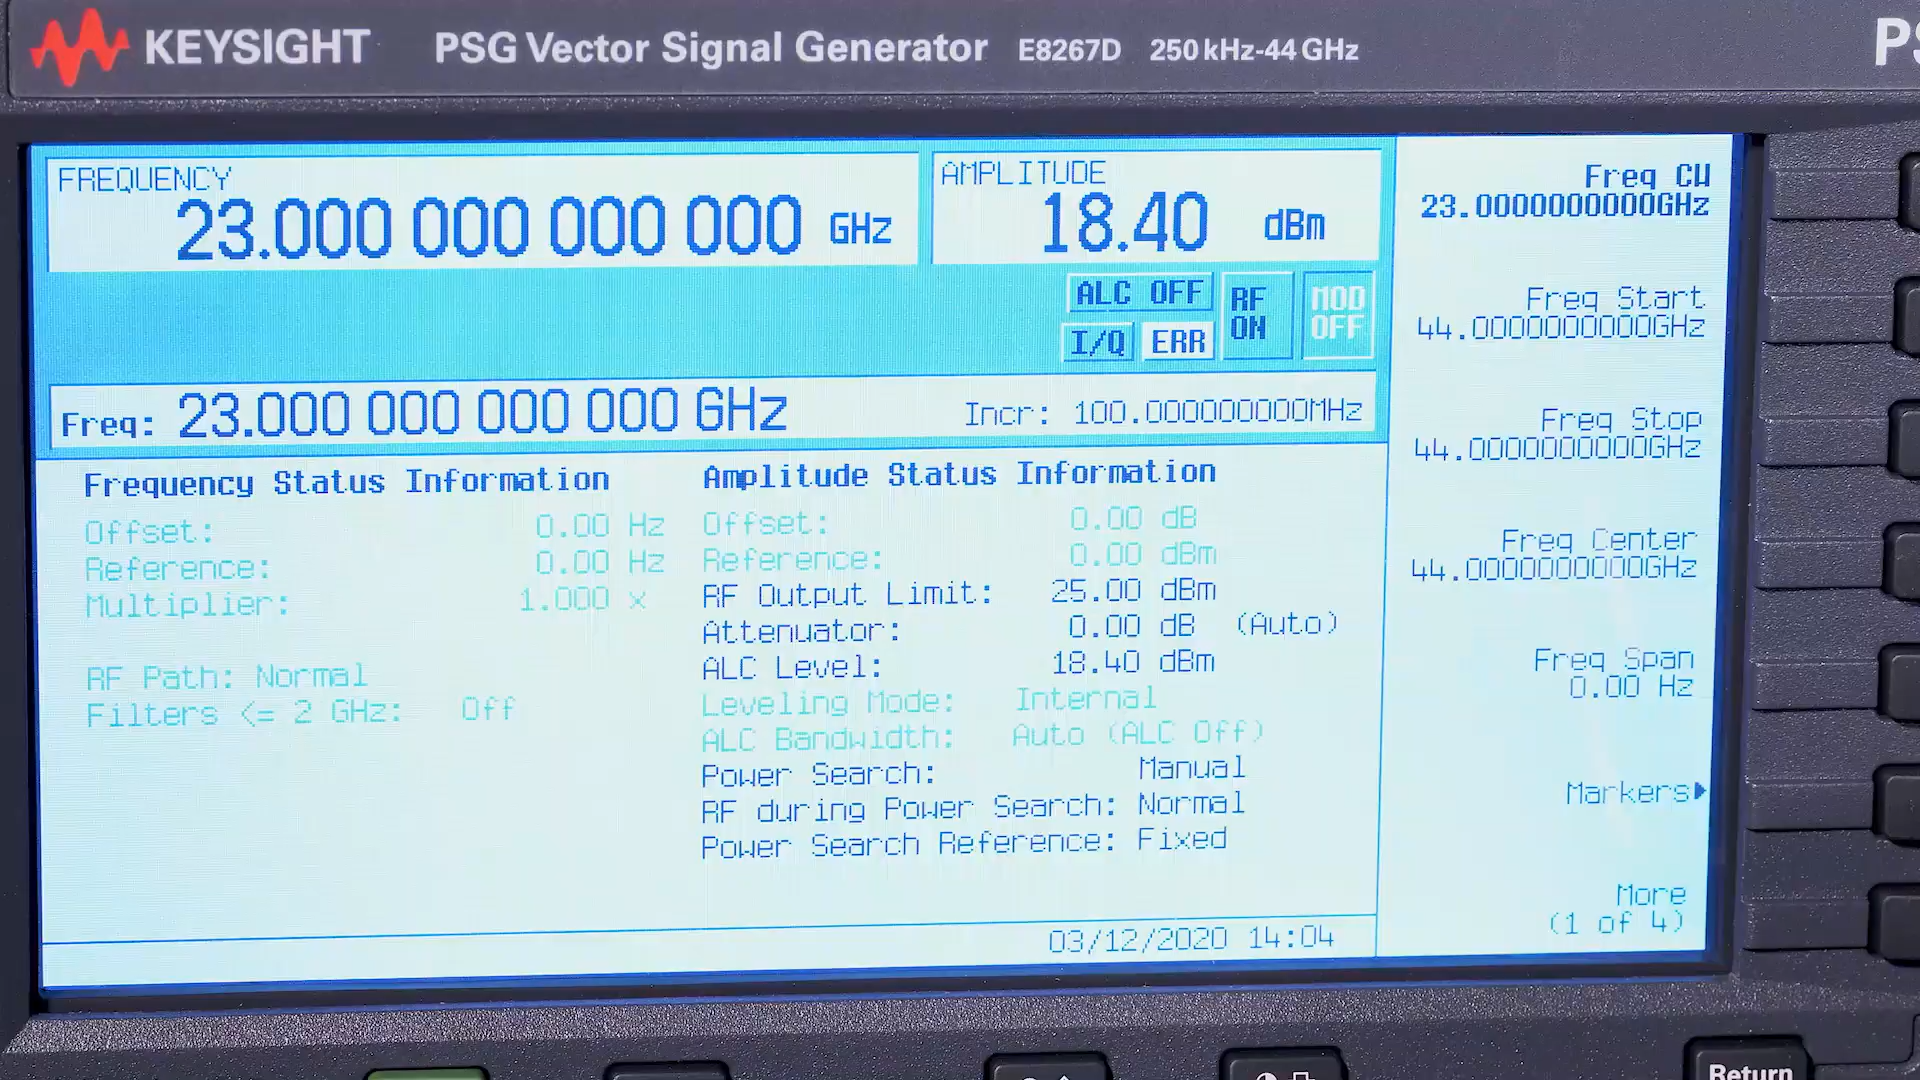 KEYSIGHT PSG Vector Signal Generator E8267D 250 kHz-44 GHz PS
FREQUENCY
23.000 000 000 000 GHz
AMPLITUDE
18.40 dBm
ALC OFF
I/Q ERR
RF ON
MOD OFF
Freq: 23.000 000 000 000 GHz Incr: 100.000000000MHz
Frequency Status Information
Offset: 0.00 Hz
Reference: 0.00 Hz
Multiplier: 1.000 x
RF Path: Normal
Filters <= 2 GHz: Off
Amplitude Status Information
Offset: 0.00 dB
Reference: 0.00 dBm
RF Output Limit: 25.00 dBm
Attenuator: 0.00 dB (Auto)
ALC Level: 18.40 dBm
Leveling Mode: Internal
ALC Bandwidth: Auto (ALC Off)
Power Search: Manual
RF during Power Search: Normal
Power Search Reference: Fixed
03/12/2020 14:04
Freq CW
23.0000000000GHz
Freq Start
44.0000000000GHz
Freq Stop
44.0000000000GHz
Freq Center
44.0000000000GHz
Freq Span
0.00 Hz
Markers
More
(1 of 4)
Return